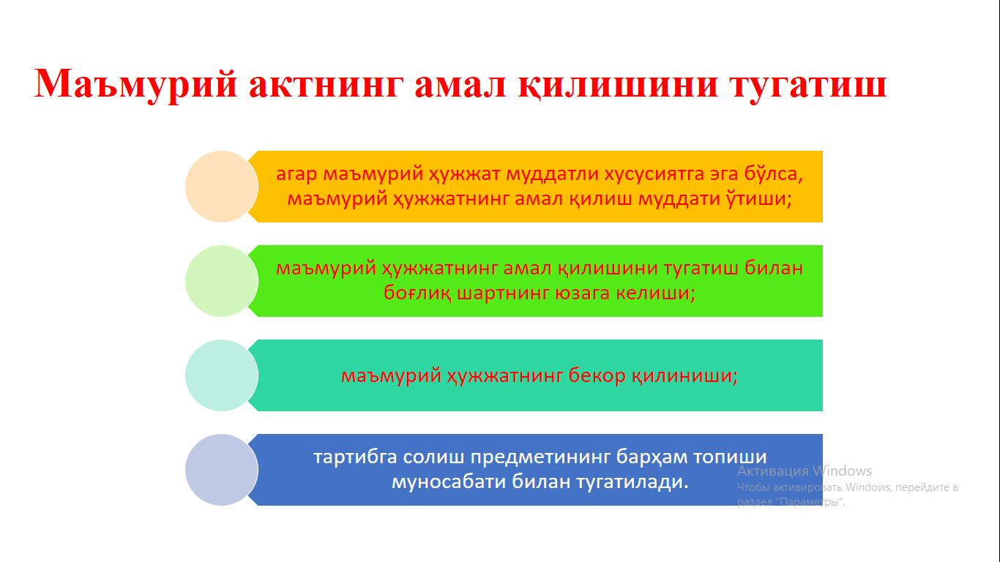 Маъмурий актнинг амал қилишини тугатиш
агар маъмурий ҳужжат муддатли хусусиятга эга бўлса,
маъмурий ҳужжатнинг амал қилиш муддати ўтиши;
маъмурий ҳужжатнинг амал қилишини тугатиш билан
боғлиқ шартнинг юзага келиши;
маъмурий ҳужжатнинг бекор қилиниши;
тартибга солиш предметининг барҳам топиши
муносабати билан тугатилади.
Активация Windows
Чтобы активировать Windows, перейдите в
раздел "Параметры".